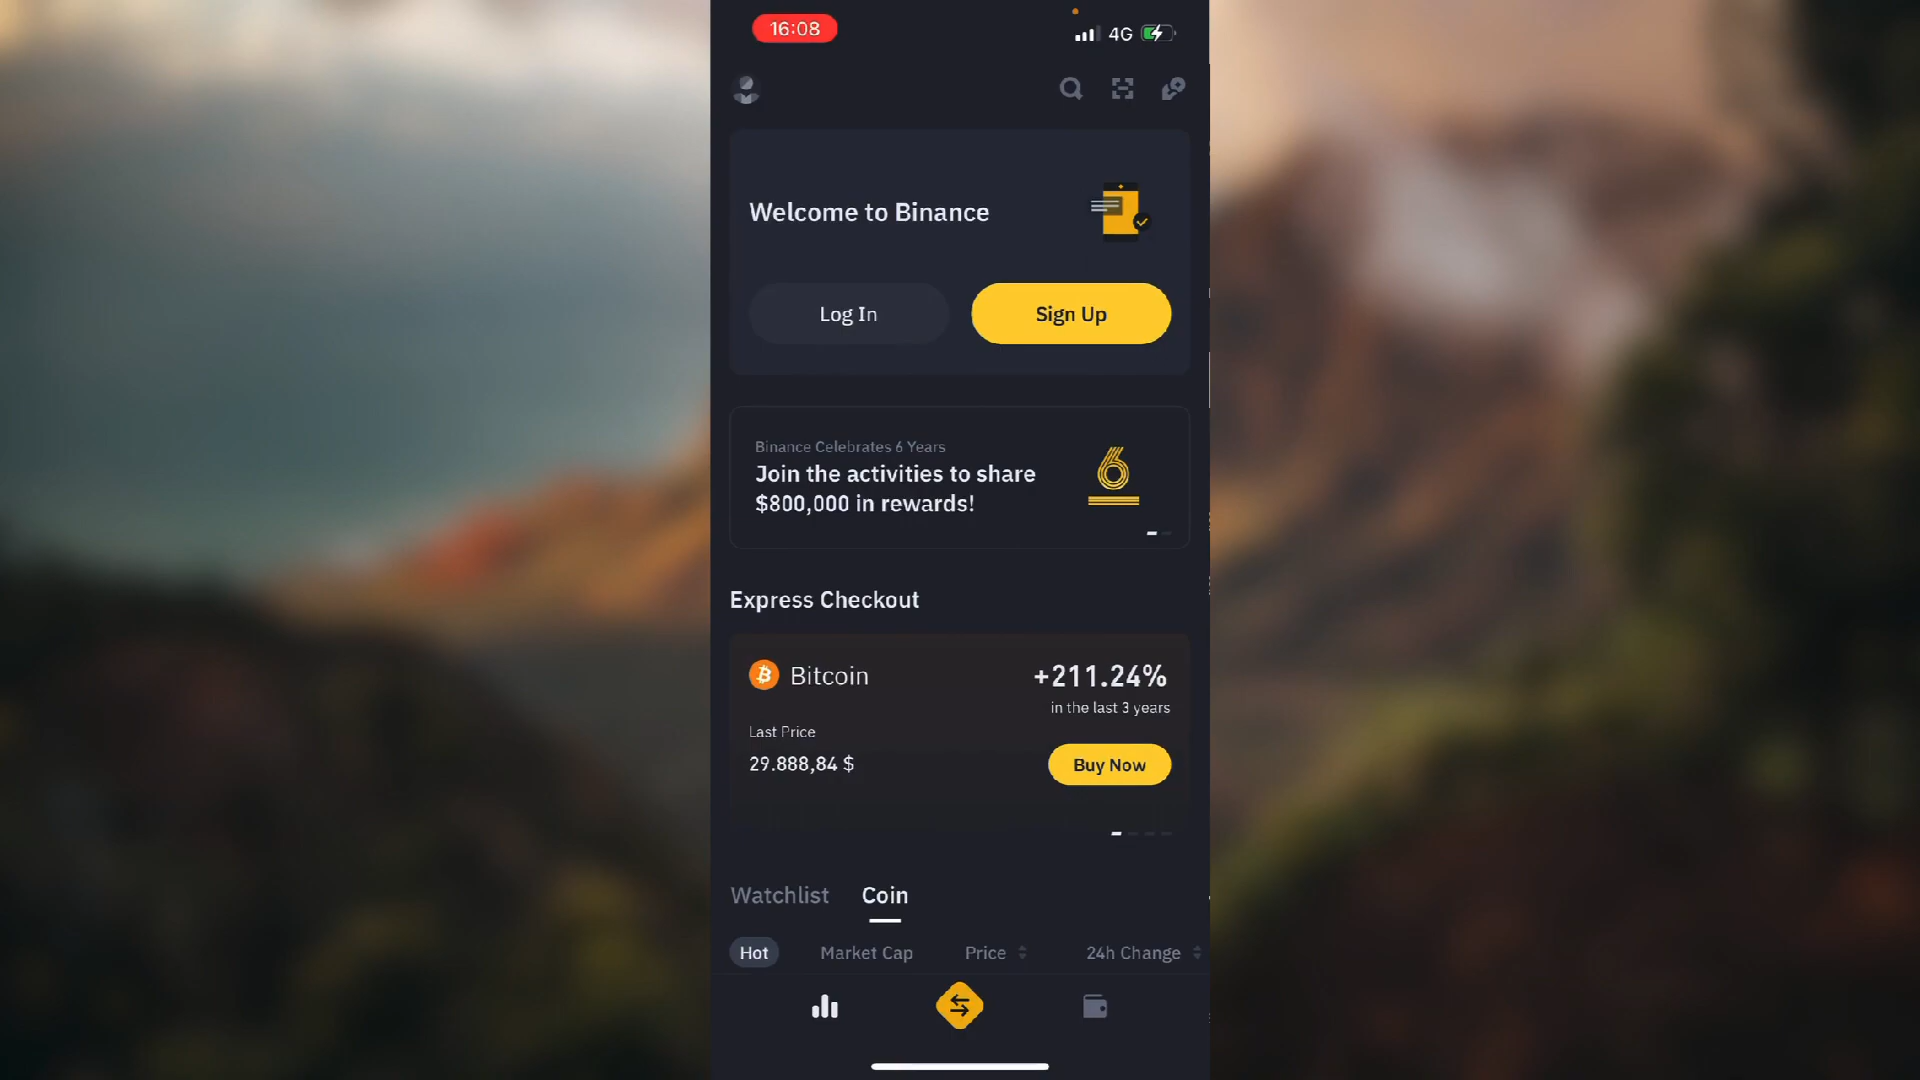 16:08
4G
Welcome to Binance
Log In
Sign Up
Binance Celebrates 6 Years
Join the activities to share
$800,000 in rewards!
6
Express Checkout
Bitcoin
+211.24%
in the last 3 years
Last Price
29.888,84 $
Buy Now
Watchlist
Coin
Hot
Market Cap
Price
24h Change